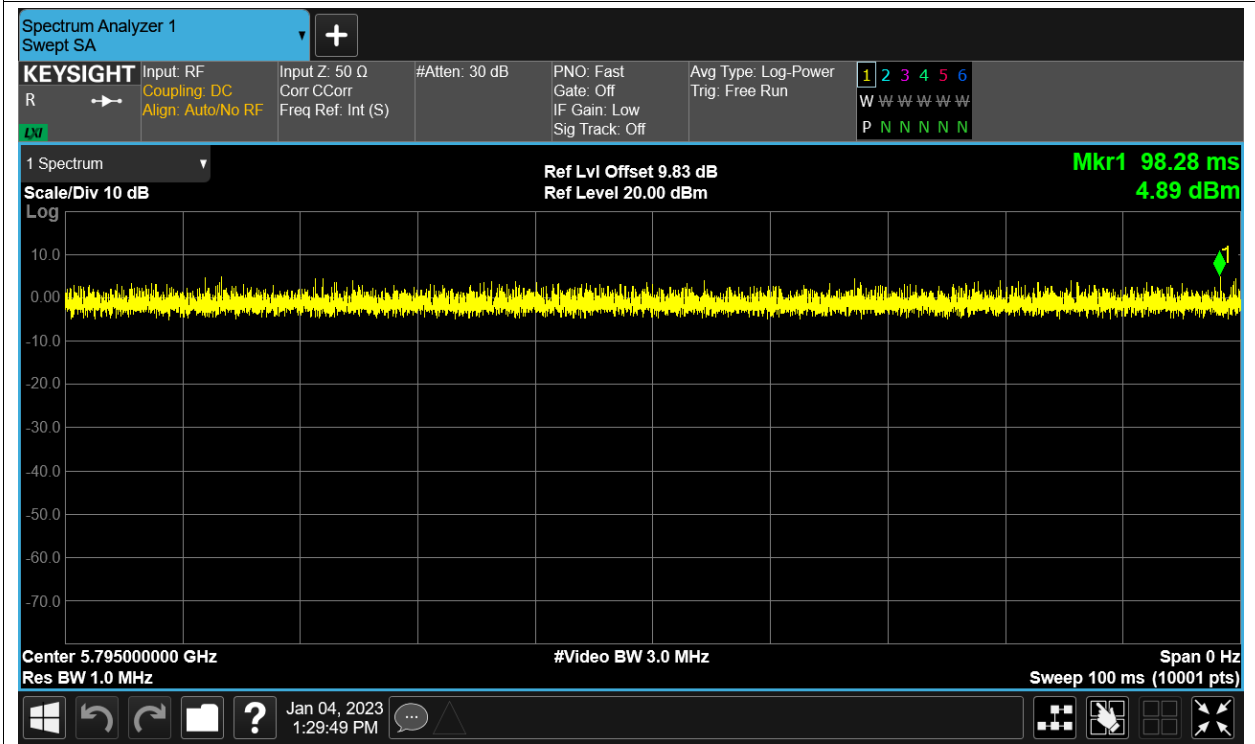 Spectrum Analyzer 1
Swept SA
+
KEYSIGHT
R
LXI
Input: RF
Coupling: DC
Align: Auto/No RF
Input Z: 50 Ω
Corr CCorr
Freq Ref: Int (S)
#Atten: 30 dB
PNO: Fast
Gate: Off
IF Gain: Low
Sig Track: Off
Avg Type: Log-Power
Trig: Free Run
1 2 3 4 5 6
W W W W W W
P N N N N N
1 Spectrum
Scale/Div 10 dB
Log
Ref Lvl Offset 9.83 dB
Ref Level 20.00 dBm
Mkr1 98.28 ms
4.89 dBm
1
10.0
0.00
-10.0
-20.0
-30.0
-40.0
-50.0
-60.0
-70.0
Center 5.795000000 GHz
Res BW 1.0 MHz
#Video BW 3.0 MHz
Span 0 Hz
Sweep 100 ms (10001 pts)
?
Jan 04, 2023
1:29:49 PM